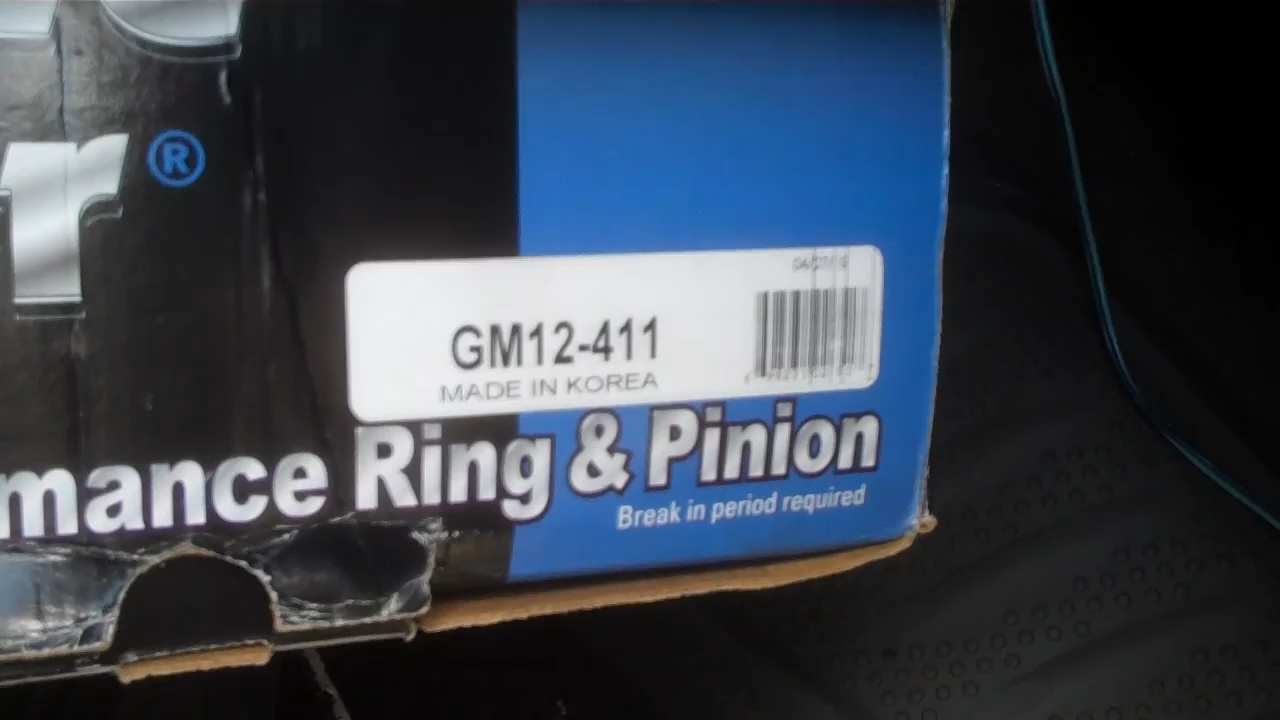 r®
GM12-411
MADE IN KOREA
mance Ring & Pinion
Break in period required